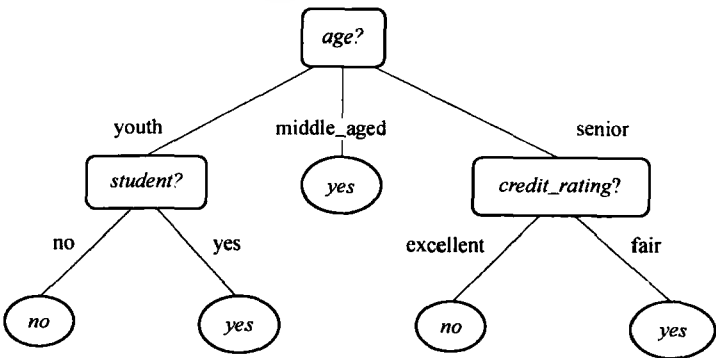 age?
youth
middle_aged
senior
student?
yes
credit_rating?
no
yes
excellent
fair
no
yes
no
yes